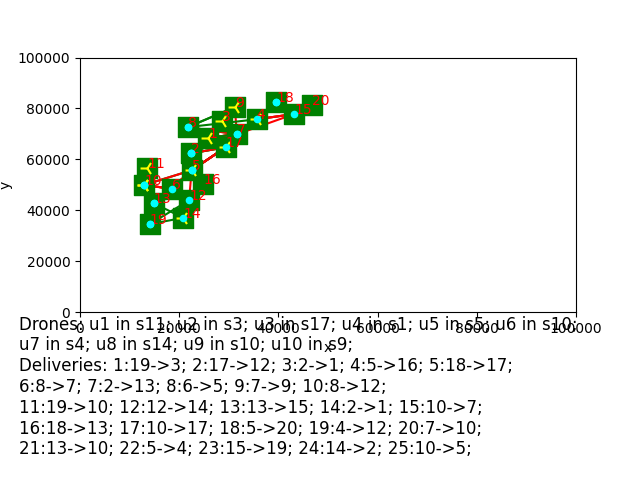 100000
80000
60000
40000
20000
0
y
18
20
11
16
12
14
0 20000 40000 60000 80000 100000
x
Drones: u1 in s11; u2 in s3; u3 in s17; u4 in s1; u5 in s5; u6 in s10;
u7 in s4; u8 in s14; u9 in s10; u10 in s9;
Deliveries: 1:19->3; 2:17->12; 3:2->1; 4:5->16; 5:18->17;
6:8->7; 7:2->13; 8:6->5; 9:7->9; 10:8->12;
11:19->10; 12:12->14; 13:13->15; 14:2->1; 15:10->7;
16:18->13; 17:10->17; 18:5->20; 19:4->12; 20:7->10;
21:13->10; 22:5->4; 23:15->19; 24:14->2; 25:10->5;